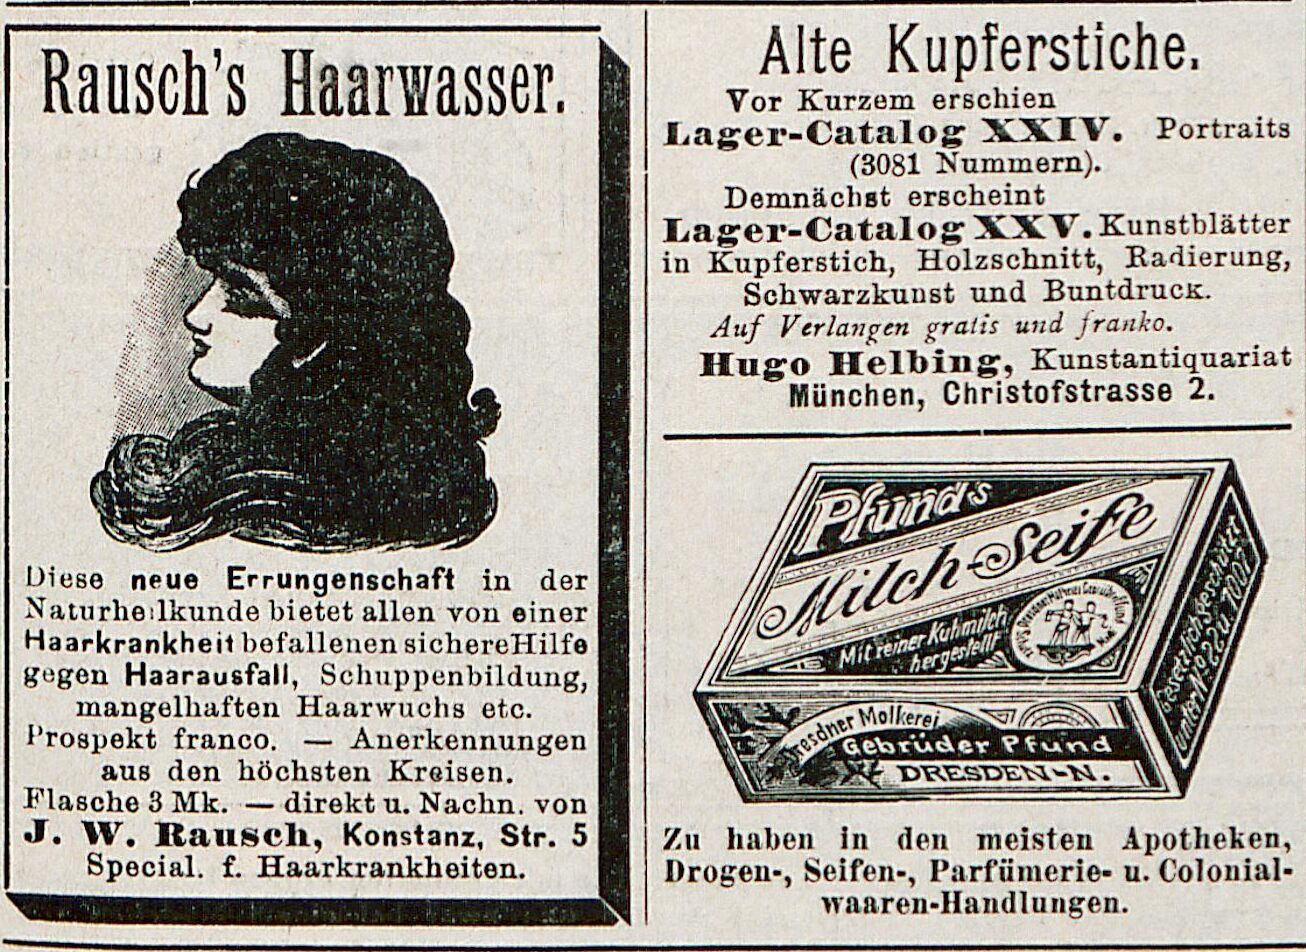 Rausch's Haarwasser.
Diese neue Errungenschaft in der
Naturheilkunde bietet allen von einer
Haarkrankheit befallenen sichere Hilfe
gegen Haarausfall, Schuppenbildung,
mangelhaften Haarwuchs etc.
Prospekt franco. — Anerkennungen
aus den höchsten Kreisen.
Flasche 3 Mk. — direkt u. Nachn. von
J. W. Rausch, Konstanz, Str. 5
Special. f. Haarkrankheiten.
Alte Kupferstiche.
Vor Kurzem erschien
Lager-Catalog XXIV. Portraits
(3081 Nummern).
Demnächst erscheint
Lager-Catalog XXV. Kunstblätter
in Kupferstich, Holzschnitt, Radierung,
Schwarzkunst und Buntdruck.
Auf Verlangen gratis und franko.
Hugo Helbing, Kunstantiquariat
München, Christofstrasse 2.
Pfund's
Milch-Seife
Mit reiner Kuhmilch
hergestellt
Dresdner Molkerei
Gebrüder Pfund
DRESDEN-N.
Gesetzlich geschützt
Zu haben in den meisten Apotheken,
Drogen-, Seifen-, Parfümerie- u. Colonial-
waaren-Handlungen.